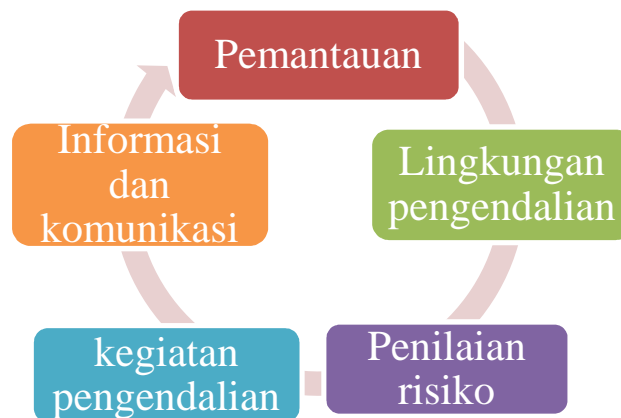 Pemantauan
Lingkungan
pengendalian
Penilaian
risiko
kegiatan
pengendalian
Informasi
dan
komunikasi